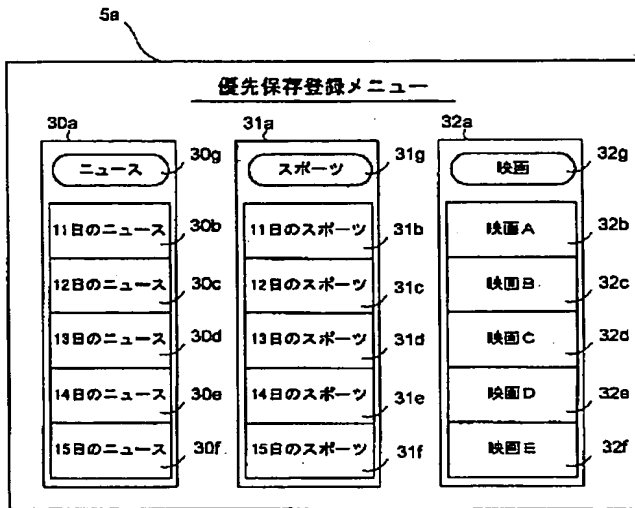 5a
優先保存登録メニュー
30a
ニュース
30g
11日のニュース
30b
12日のニュース
30c
13日のニュース
30d
14日のニュース
30e
15日のニュース
30f
31a
スポーツ
31g
11日のスポーツ
31b
12日のスポーツ
31c
13日のスポーツ
31d
14日のスポーツ
31e
15日のスポーツ
31f
32a
映画
32g
映画A
32b
映画B
32c
映画C
32d
映画D
32e
映画E
32f